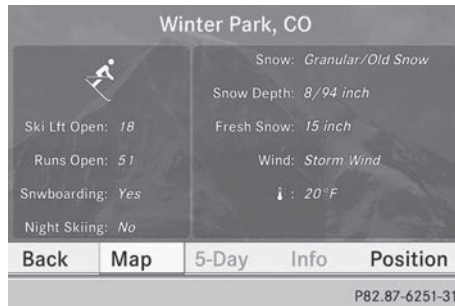 Winter Park, CO
Ski Lft Open: 18
Runs Open: 51
Snwboarding: Yes
Night Skiing: No
Snow: Granular/Old Snow
Snow Depth: 8/94 inch
Fresh Snow: 15 inch
Wind: Storm Wind
: 20°F
Back Map 5-Day Info Position
P82.87-6251-31